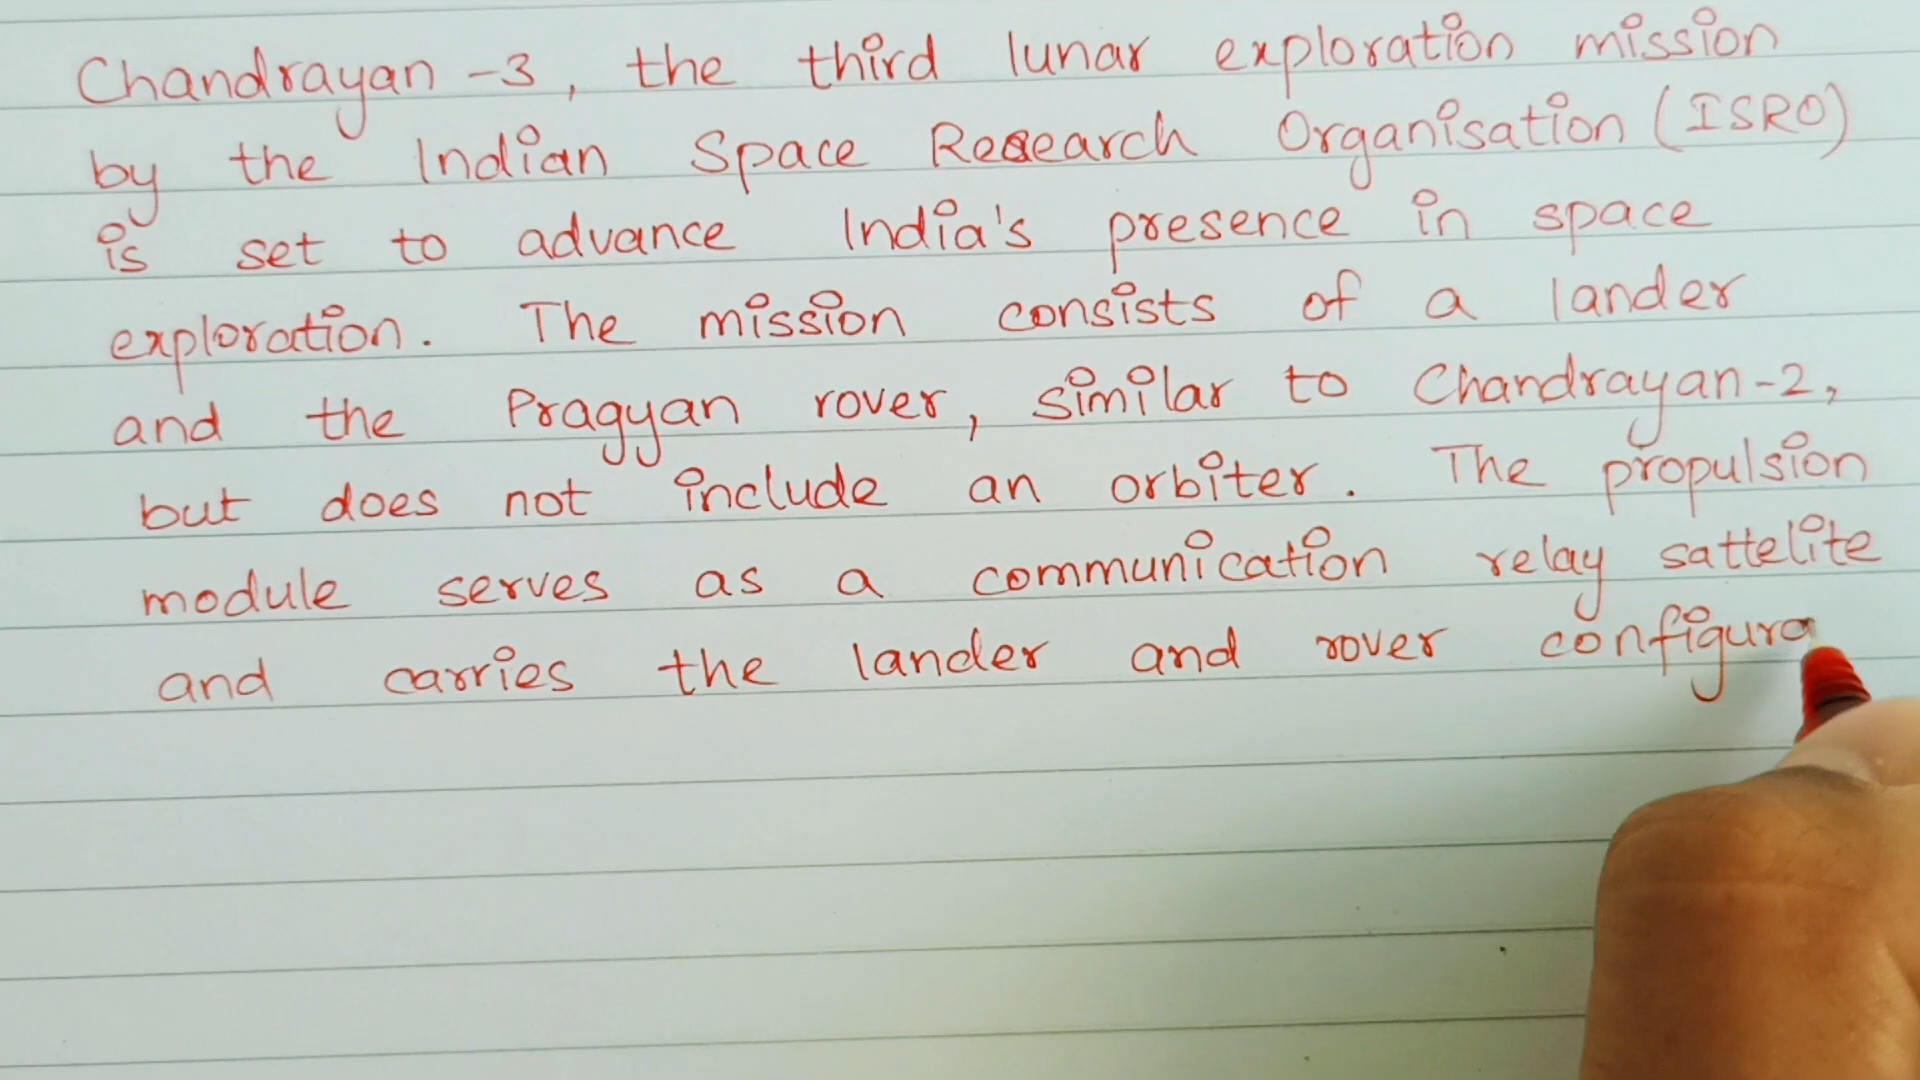 Chandrayan -3, the third lunar exploration mission
by the Indian Space Research Organisation (ISRO)
is set to advance India's presence in space
exploration. The mission consists of a lander
and the Pragyan rover, similar to Chandrayan-2,
but does not include an orbiter. The propulsion
module serves as a communication relay sattelite
and carries the lander and rover configura